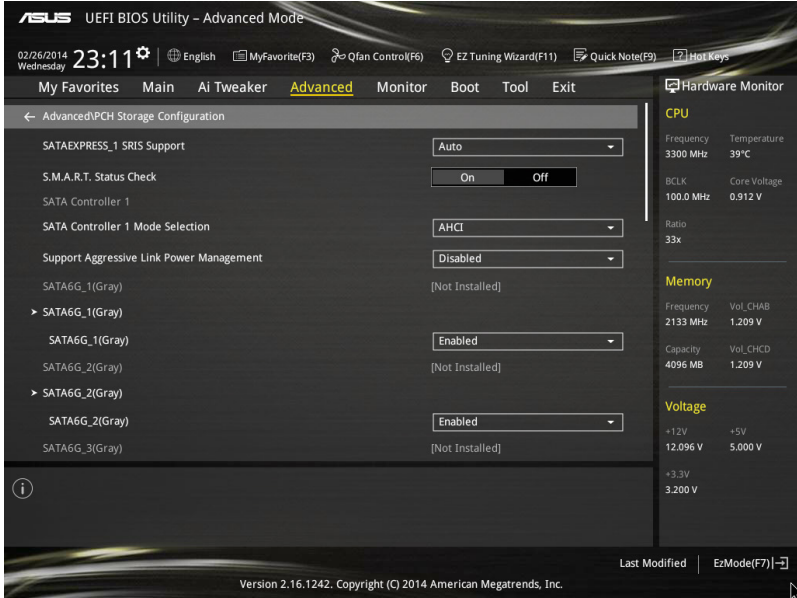 ASUS UEFI BIOS Utility – Advanced Mode
02/26/2014
Wednesday
23:11
English
MyFavorite(F3)
Qfan Control(F6)
EZ Tuning Wizard(F11)
Quick Note(F9)
? Hot Keys
My Favorites Main Ai Tweaker Advanced Monitor Boot Tool Exit
← Advanced\PCH Storage Configuration
SATAEXPRESS_1 SRIS Support Auto
S.M.A.R.T. Status Check On Off
SATA Controller 1
SATA Controller 1 Mode Selection AHCI
Support Aggressive Link Power Management Disabled
SATA6G_1(Gray) [Not Installed]
> SATA6G_1(Gray)
SATA6G_1(Gray) Enabled
SATA6G_2(Gray) [Not Installed]
> SATA6G_2(Gray)
SATA6G_2(Gray) Enabled
SATA6G_3(Gray) [Not Installed]
Hardware Monitor
CPU
Frequency Temperature
3300 MHz 39°C
BCLK Core Voltage
100.0 MHz 0.912 V
Ratio
33x
Memory
Frequency Vol_CHAB
2133 MHz 1.209 V
Capacity Vol_CHCD
4096 MB 1.209 V
Voltage
+12V +5V
12.096 V 5.000 V
+3.3V
3.200 V
Last Modified EzMode(F7)
Version 2.16.1242. Copyright (C) 2014 American Megatrends, Inc.